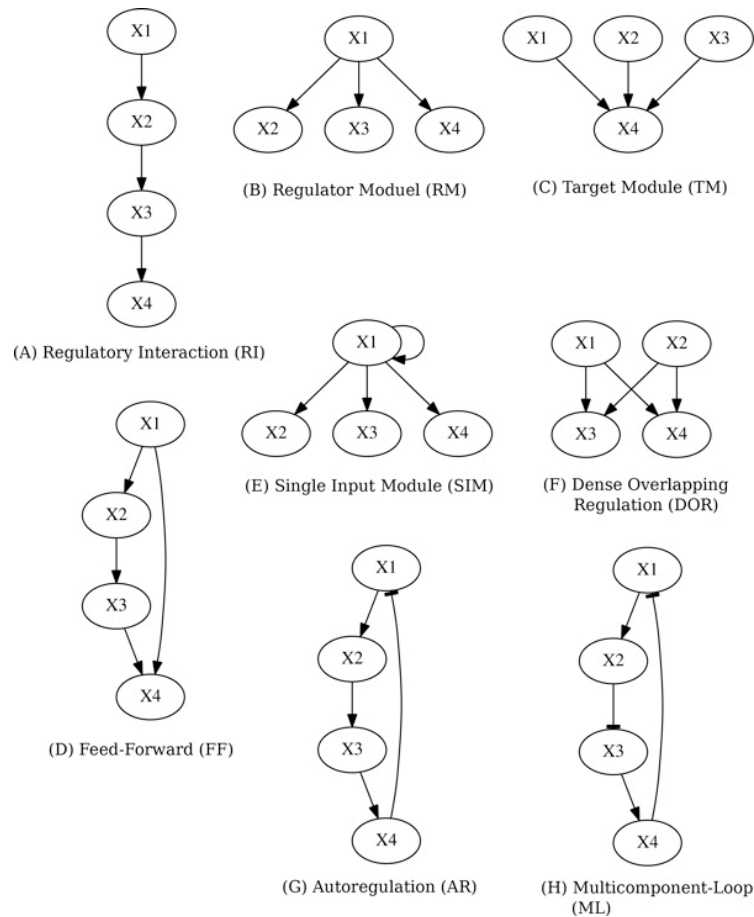 X1
X2
X3
X4
(A) Regulatory Interaction (RI)
X1
X2 X3 X4
(B) Regulator Moduel (RM)
X1 X2 X3
X4
(C) Target Module (TM)
X1
X2
X3
X4
(D) Feed-Forward (FF)
X1
X2 X3 X4
(E) Single Input Module (SIM)
X1 X2
X3 X4
(F) Dense Overlapping
Regulation (DOR)
X1
X2
X3
X4
(G) Autoregulation (AR)
X1
X2
X3
X4
(H) Multicomponent-Loop
(ML)